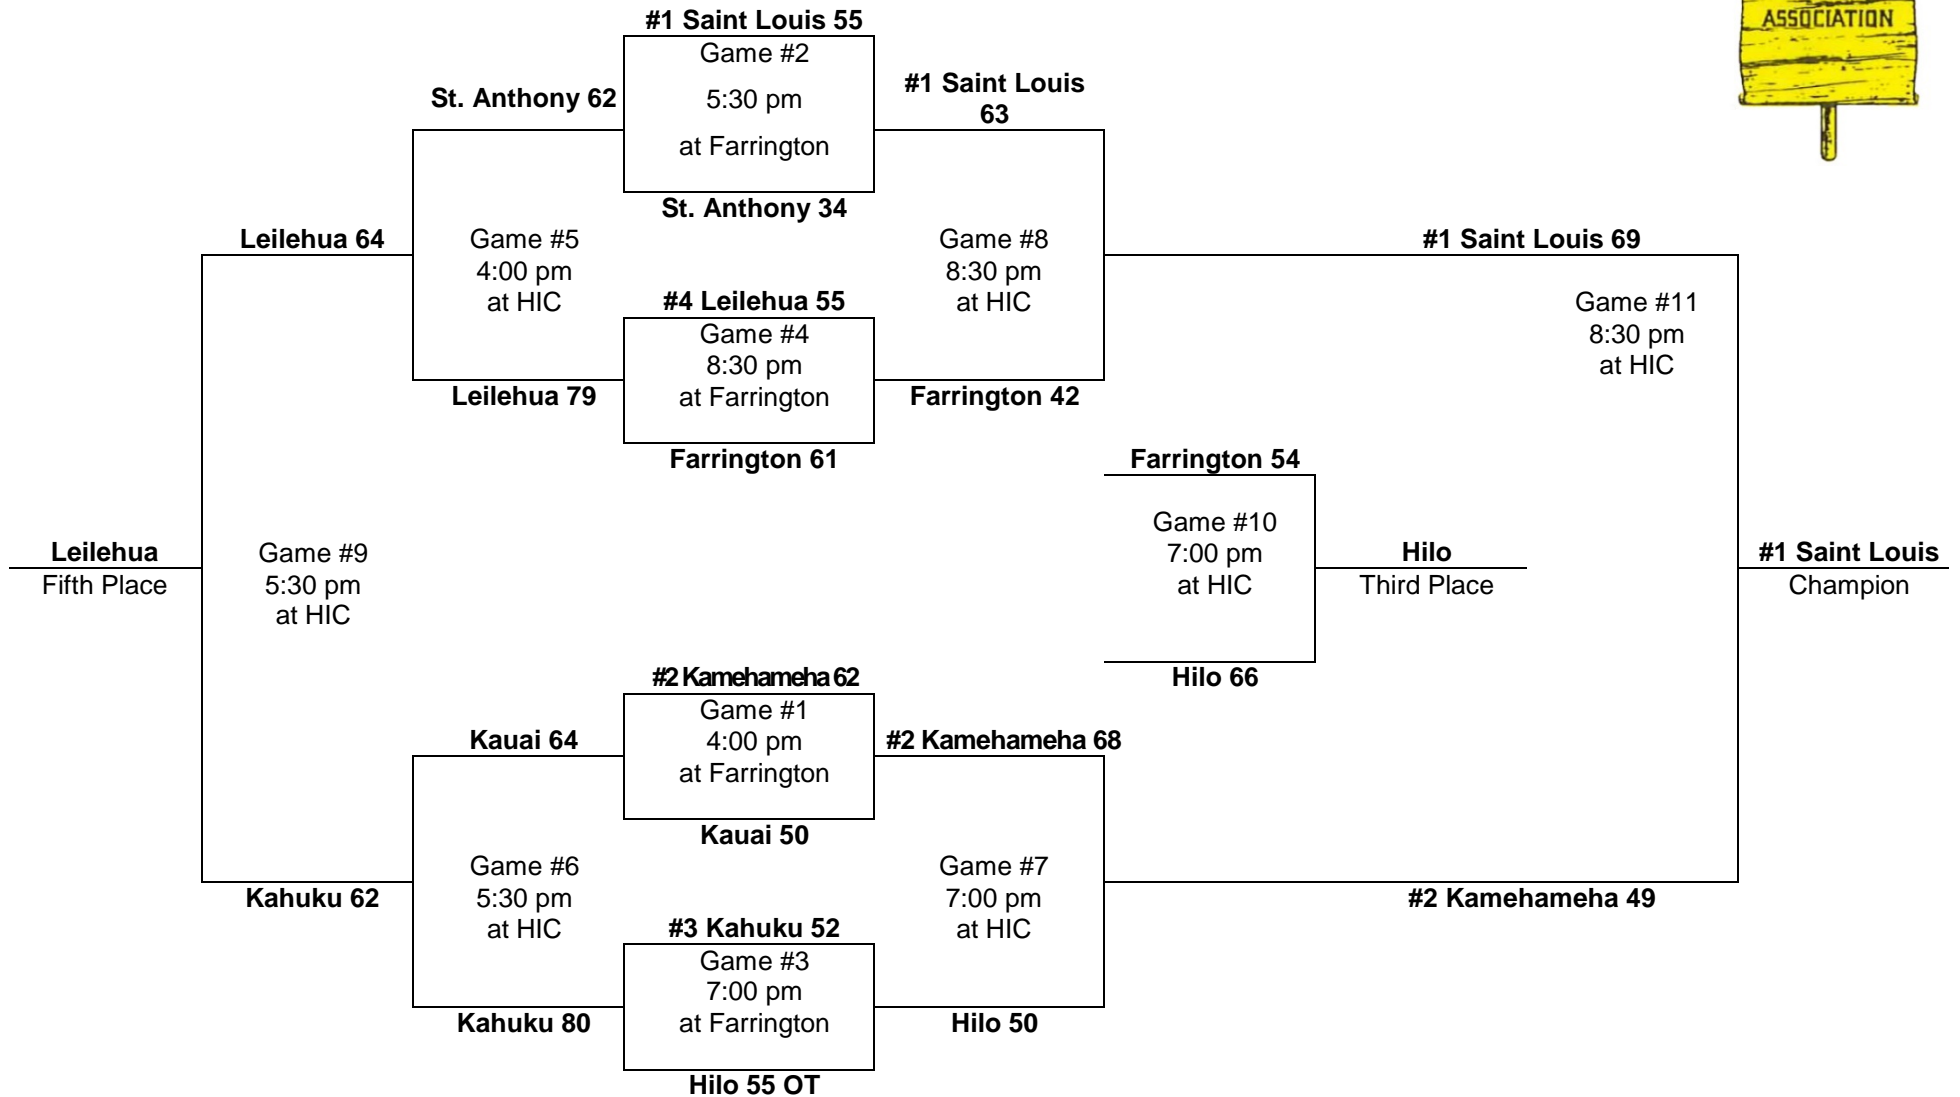 ASSOCIATION
#1 Saint Louis 55
Game #2
5:30 pm
at Farrington
St. Anthony 34
St. Anthony 62
#1 Saint Louis
63
Leilehua 64
Game #5
4:00 pm
at HIC
Game #8
8:30 pm
at HIC
#1 Saint Louis 69
#4 Leilehua 55
Game #4
8:30 pm
at Farrington
Farrington 61
Leilehua 79
Farrington 42
Game #11
8:30 pm
at HIC
Farrington 54
Game #10
7:00 pm
at HIC
Hilo 66
Leilehua
Fifth Place
Game #9
5:30 pm
at HIC
Hilo
Third Place
#1 Saint Louis
Champion
#2 Kamehameha 62
Game #1
4:00 pm
at Farrington
Kauai 50
Kauai 64
#2 Kamehameha 68
Kahuku 62
Game #6
5:30 pm
at HIC
Game #7
7:00 pm
at HIC
#2 Kamehameha 49
#3 Kahuku 52
Game #3
7:00 pm
at Farrington
Hilo 55 OT
Kahuku 80
Hilo 50